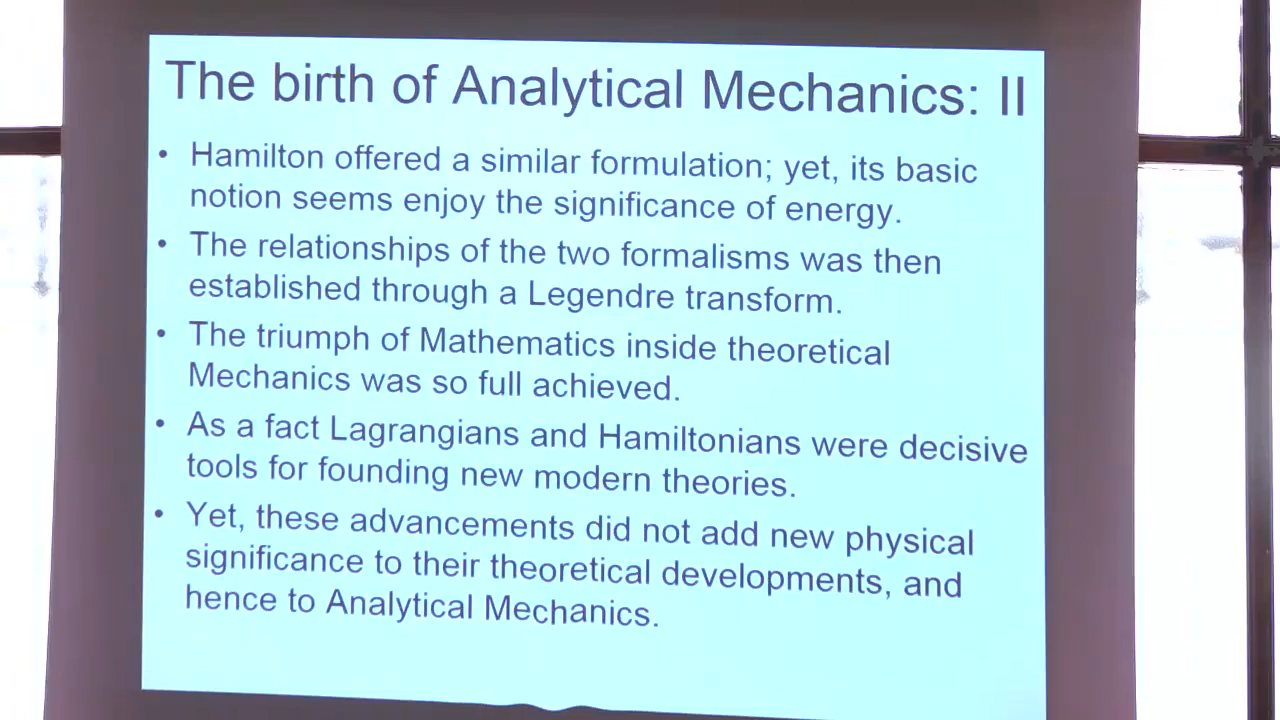 The birth of Analytical Mechanics: II
• Hamilton offered a similar formulation; yet, its basic
notion seems enjoy the significance of energy.
• The relationships of the two formalisms was then
established through a Legendre transform.
• The triumph of Mathematics inside theoretical
Mechanics was so full achieved.
• As a fact Lagrangians and Hamiltonians were decisive
tools for founding new modern theories.
• Yet, these advancements did not add new physical
significance to their theoretical developments, and
hence to Analytical Mechanics.